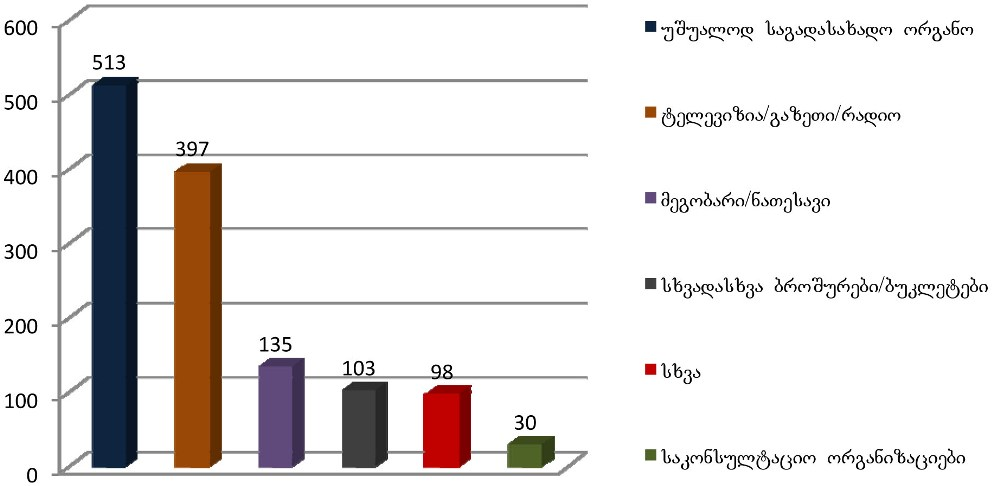 600
500
400
300
200
100
0
513
397
135
103
98
30
უშუალოდ საგადასახადო ორგანო
ტელევიზია/გაზეთი/რადიო
მეგობარი/ნათესავი
სხვადასხვა ბროშურები/ბუკლეტები
სხვა
საკონსულტაციო ორგანიზაციები